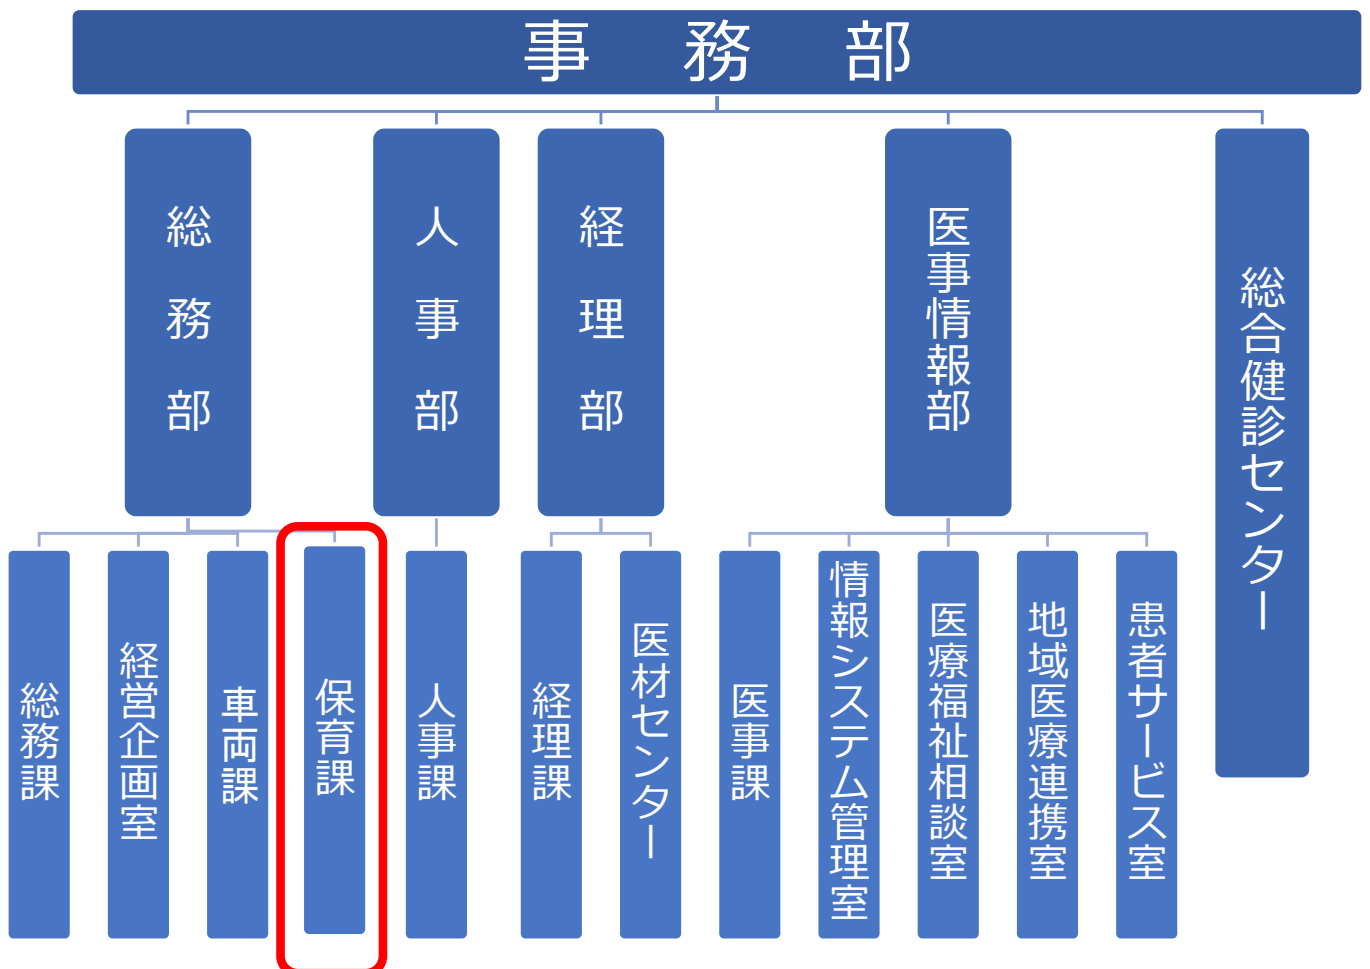 事務部
総務部
人事部
経理部
医事情報部
総合健診センター
総務課
経営企画室
車両課
保育課
人事課
経理課
医材センター
医事課
情報システム管理室
医療福祉相談室
地域医療連携室
患者サービス室